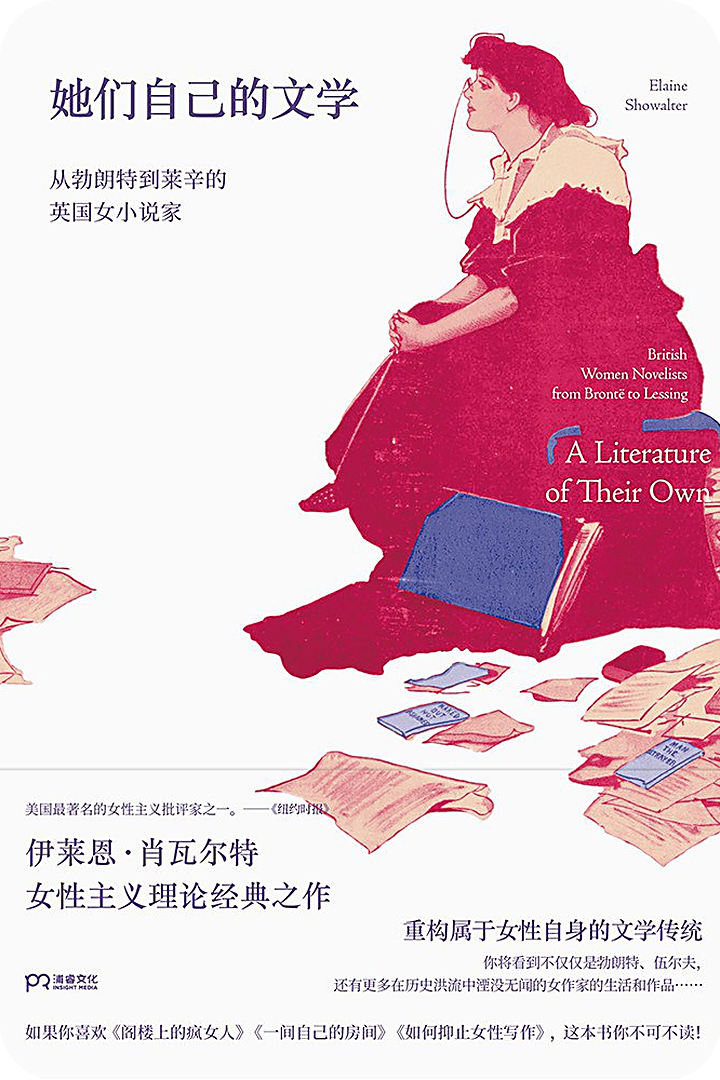 她们自己的文学
Elaine
Showalter
从勃朗特到莱辛的
英国女小说家
British
Women Novelists
from Brontë to Lessing
A Literature
of Their Own
NAKED
BUT
NOT
ASHAMED
MAN
THE
BETRAYER
美国最著名的女性主义批评家之一。——《纽约时报》
伊莱恩·肖瓦尔特
女性主义理论经典之作
重构属于女性自身的文学传统
你将看到不仅仅是勃朗特、伍尔夫，
还有更多在历史洪流中湮没无闻的女作家的生活和作品……
浦睿文化
INSIGHT MEDIA
如果你喜欢《阁楼上的疯女人》《一间自己的房间》《如何抑止女性写作》，这本书你不可不读！